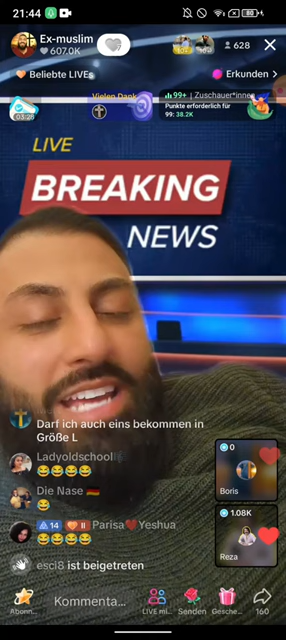 21:44
80
Ex-muslim
607.0K
628
Beliebte LIVEs
Erkunden >
03:28
Vielen Dank
99+ | Zuschauer*innen
Punkte erforderlich für
99: 38.2K
LIVE
BREAKING
NEWS
Darf ich auch eins bekommen in
Größe L
Ladyoldschool
😂😂😂😂
Die Nase 🇩🇪
😂
14 II Parisa❤️Yeshua
😂😂😂😂
esci8 ist beigetreten
0
Boris
1.08K
Reza
Abonn...
Kommenta...
LIVE mi...
Senden
Gesche...
160